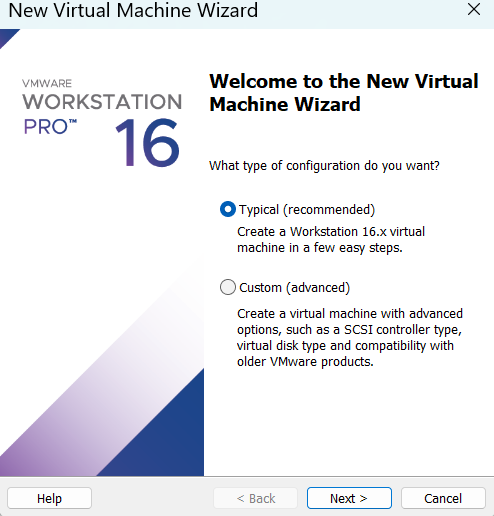 New Virtual Machine Wizard
VMWARE
WORKSTATION
PRO™
16
Welcome to the New Virtual
Machine Wizard
What type of configuration do you want?
Typical (recommended)
Create a Workstation 16.x virtual
machine in a few easy steps.
Custom (advanced)
Create a virtual machine with advanced
options, such as a SCSI controller type,
virtual disk type and compatibility with
older VMware products.
Help
< Back
Next >
Cancel